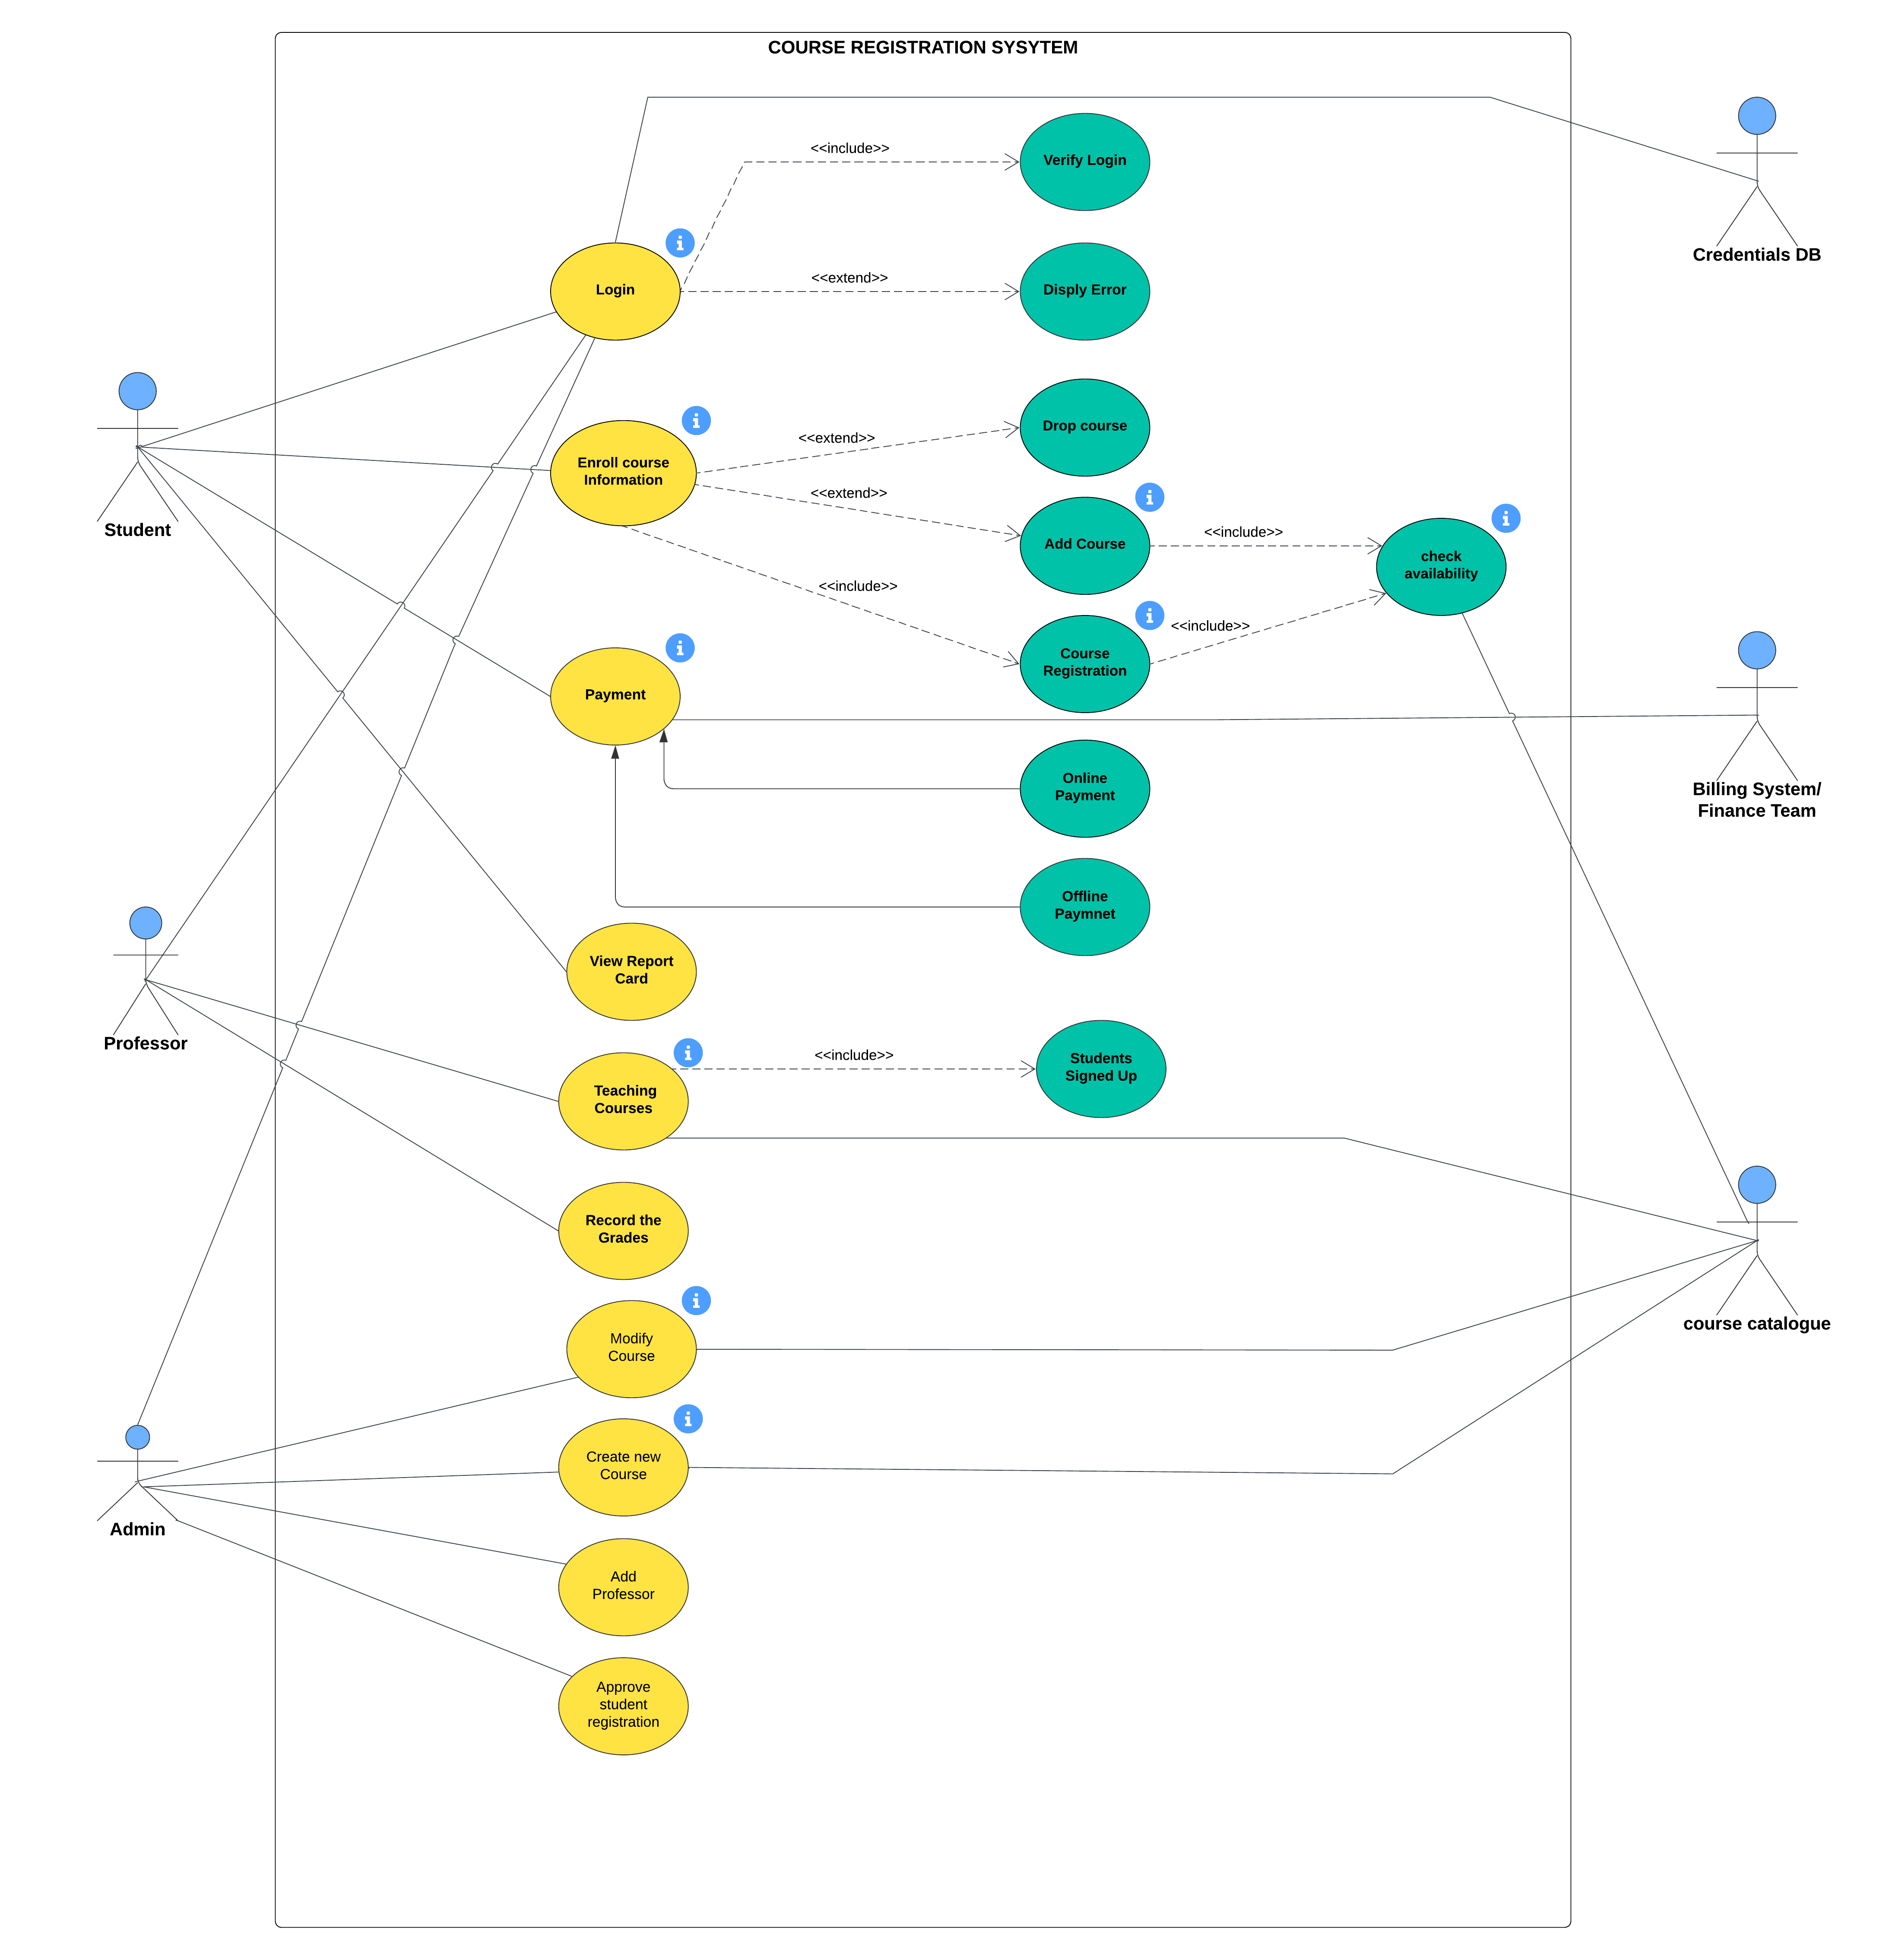 COURSE REGISTRATION SYSYTEM
<<include>>
Verify Login
Credentials DB
Login
<<extend>>
Disply Error
Student
Enroll course
Information
<<extend>>
Drop course
<<extend>>
Add Course
<<include>>
check
availability
<<include>>
Course
Registration
<<include>>
Payment
Billing System/
Finance Team
Online
Payment
Offline
Paymnet
View Report
Card
Professor
Teaching
Courses
<<include>>
Students
Signed Up
Record the
Grades
course catalogue
Modify
Course
Create new
Course
Admin
Add
Professor
Approve
student
registration